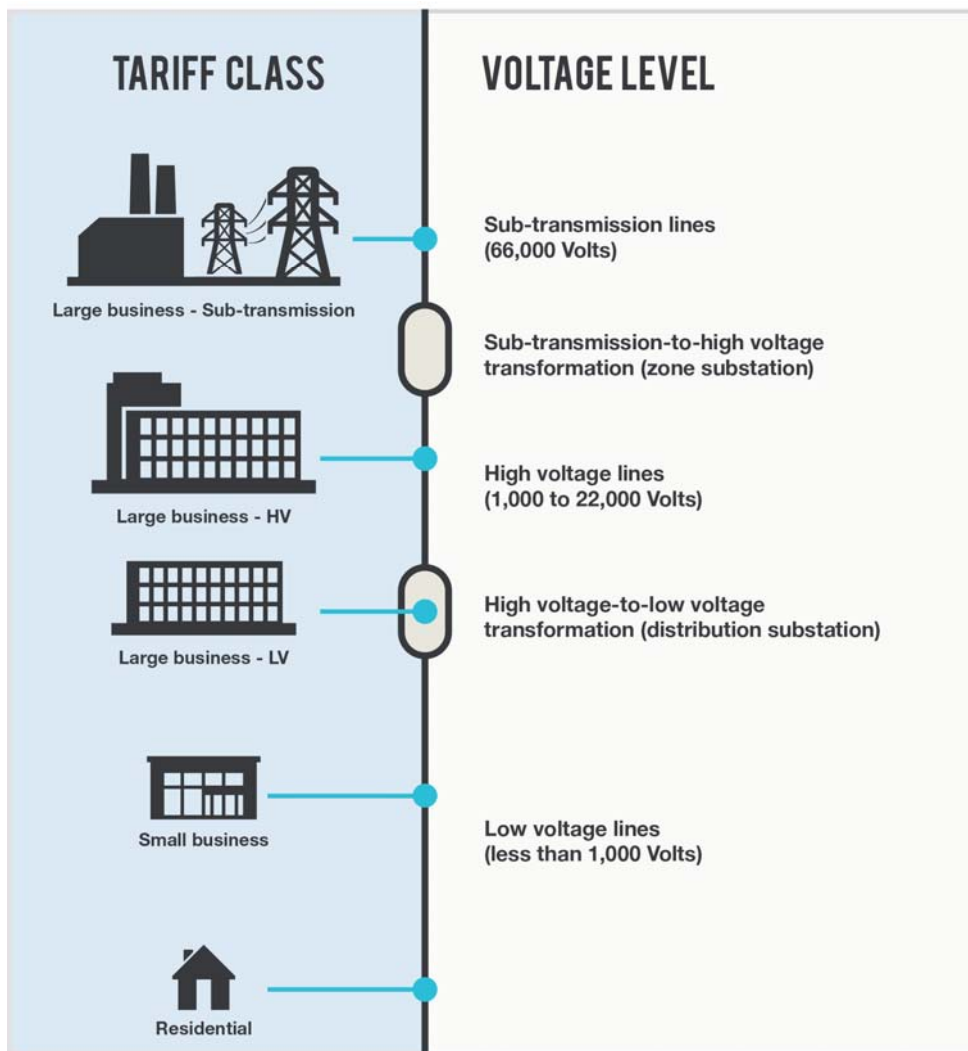 TARIFF CLASS
VOLTAGE LEVEL
Large business - Sub-transmission
Sub-transmission lines
(66,000 Volts)
Sub-transmission-to-high voltage
transformation (zone substation)
Large business - HV
High voltage lines
(1,000 to 22,000 Volts)
Large business - LV
High voltage-to-low voltage
transformation (distribution substation)
Small business
Low voltage lines
(less than 1,000 Volts)
Residential